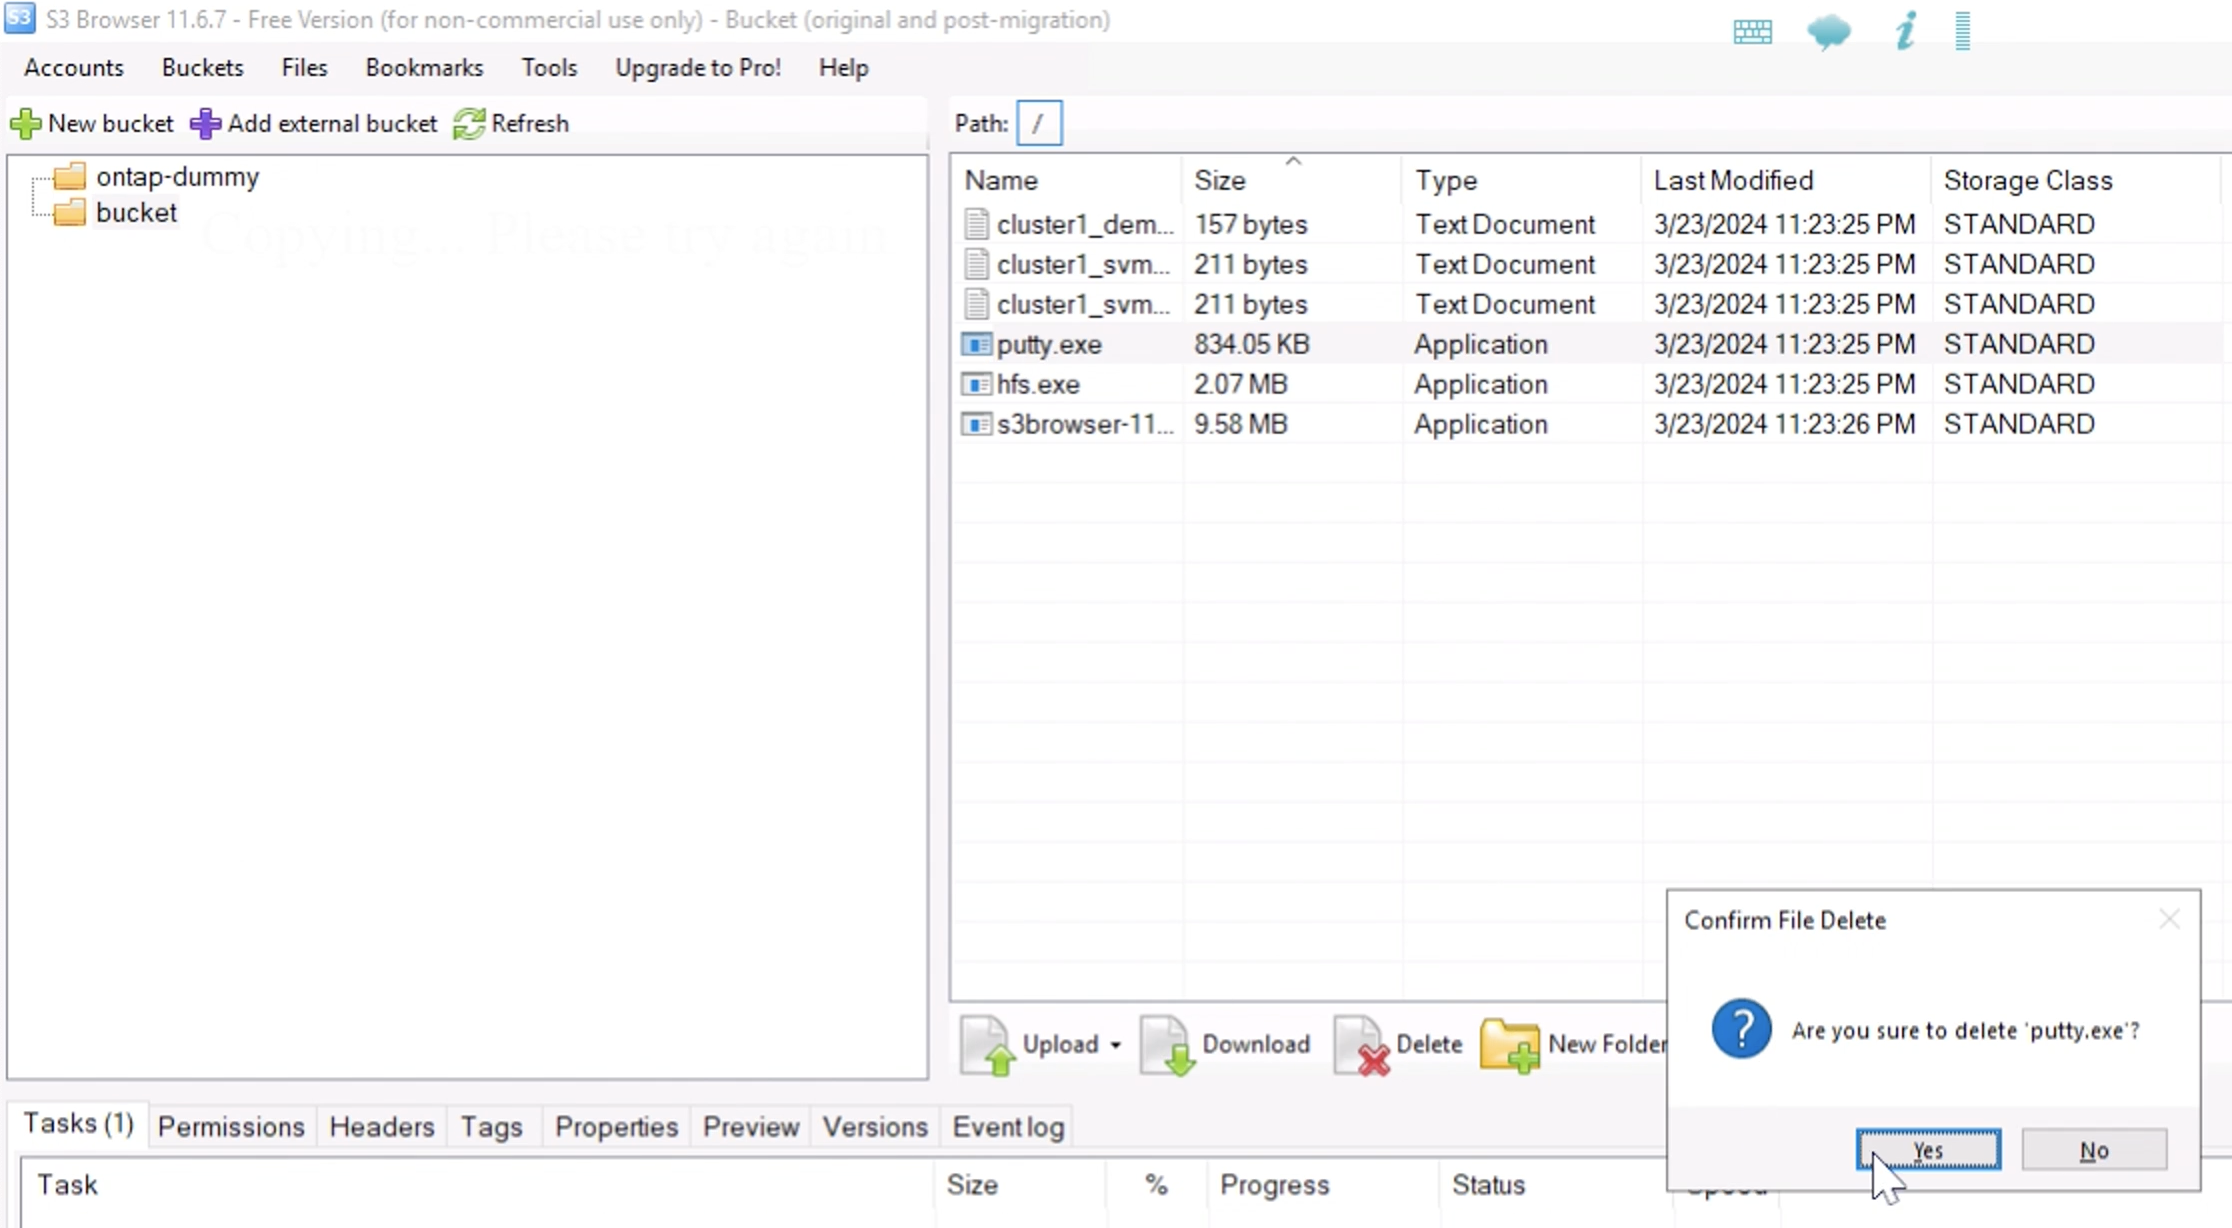 S3 Browser 11.6.7 - Free Version (for non-commercial use only) - Bucket (original and post-migration)
Accounts Buckets Files Bookmarks Tools Upgrade to Pro! Help
New bucket Add external bucket Refresh
Path: /
ontap-dummy
bucket
Copying... Please try again
Name Size Type Last Modified Storage Class
cluster1_dem... 157 bytes Text Document 3/23/2024 11:23:25 PM STANDARD
cluster1_svm... 211 bytes Text Document 3/23/2024 11:23:25 PM STANDARD
cluster1_svm... 211 bytes Text Document 3/23/2024 11:23:25 PM STANDARD
putty.exe 834.05 KB Application 3/23/2024 11:23:25 PM STANDARD
hfs.exe 2.07 MB Application 3/23/2024 11:23:25 PM STANDARD
s3browser-11... 9.58 MB Application 3/23/2024 11:23:26 PM STANDARD
Upload Download Delete New Folder
Confirm File Delete
Are you sure to delete 'putty.exe'?
Yes No
Tasks (1) Permissions Headers Tags Properties Preview Versions Event log
Task Size % Progress Status Speed